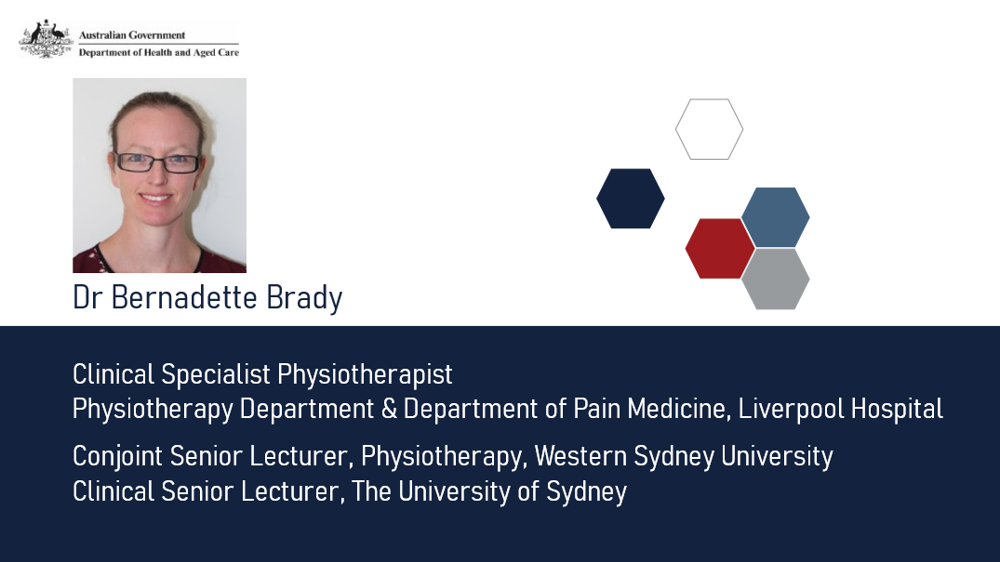 Australian Government
Department of Health and Aged Care
Dr Bernadette Brady
Clinical Specialist Physiotherapist
Physiotherapy Department & Department of Pain Medicine, Liverpool Hospital
Conjoint Senior Lecturer, Physiotherapy, Western Sydney University
Clinical Senior Lecturer, The University of Sydney